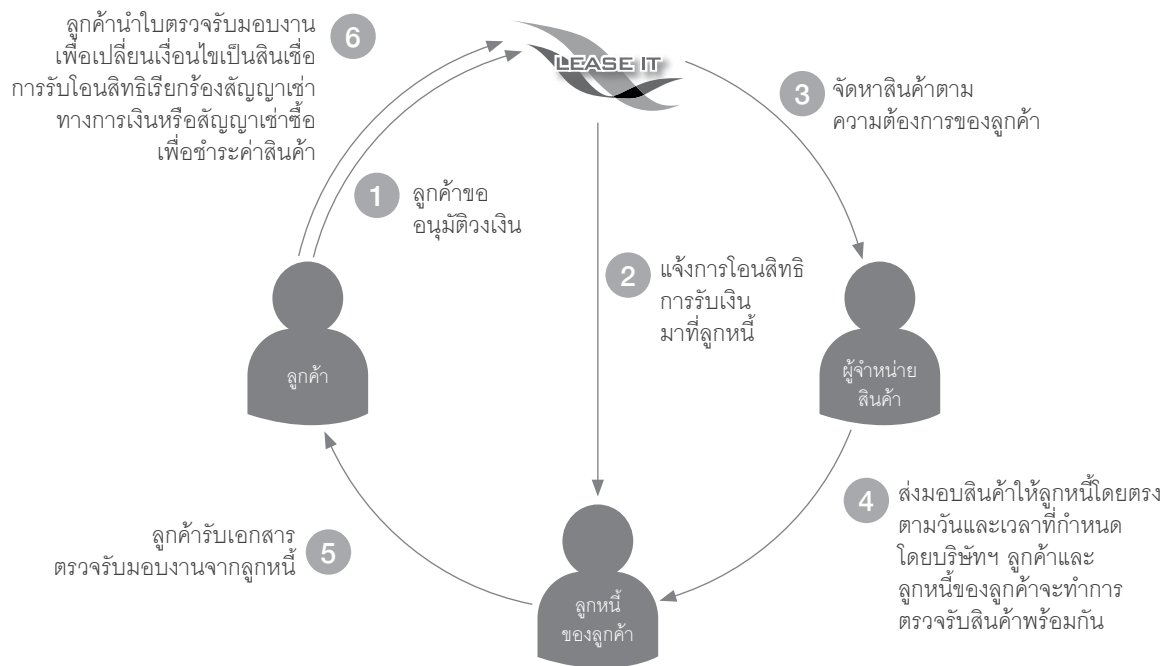 ลูกค้านำใบตรวจรับมอบงาน
เพื่อเปลี่ยนเงื่อนไขเป็นสินเชื่อ
การรับโอนสิทธิเรียกร้องสัญญาเช่า
ทางการเงินหรือสัญญาเช่าซื้อ
เพื่อชำระค่าสินค้า
6
LEASE IT
3
จัดหาสินค้าตาม
ความต้องการของลูกค้า
1
ลูกค้าขอ
อนุมัติวงเงิน
2
แจ้งการโอนสิทธิ
การรับเงิน
มาที่ลูกหนี้
ลูกค้า
ผู้จำหน่าย
สินค้า
4
ส่งมอบสินค้าให้ลูกหนี้โดยตรง
ตามวันและเวลาที่กำหนด
โดยบริษัทฯ ลูกค้าและ
ลูกหนี้ของลูกค้าจะทำการ
ตรวจรับสินค้าพร้อมกัน
ลูกค้ารับเอกสาร
ตรวจรับมอบงานจากลูกหนี้
5
ลูกหนี้
ของลูกค้า